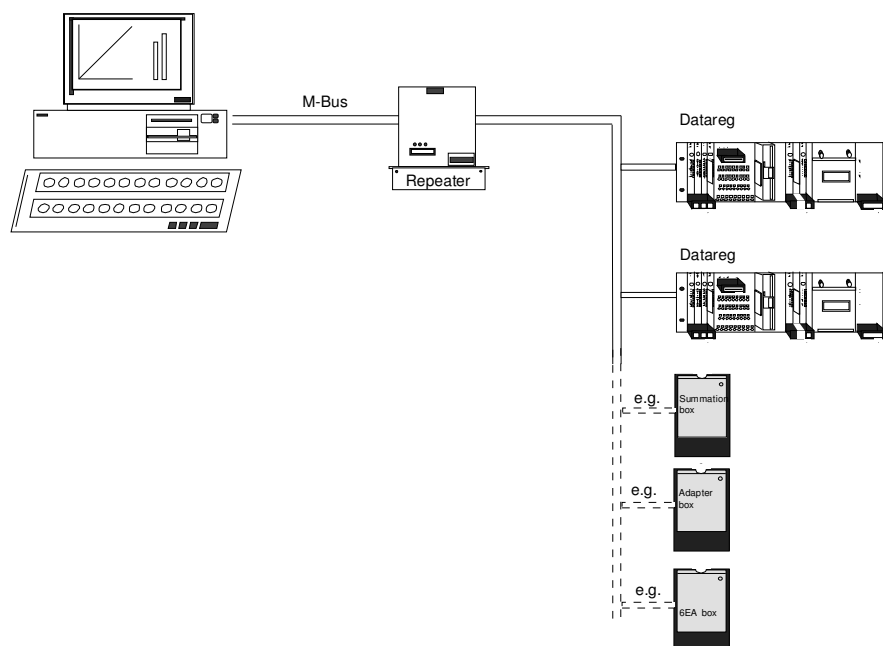 M-Bus
Repeater
Datareg
Datareg
e.g.
Summation
box
e.g.
Adapter
box
e.g.
6EA box